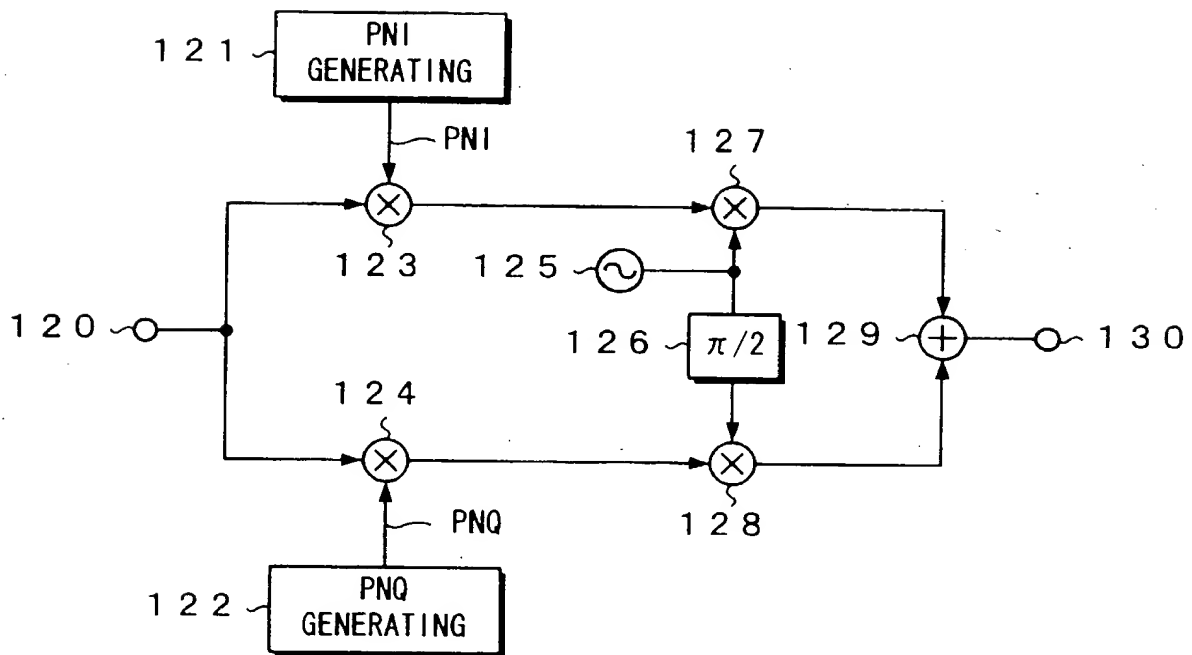 121
PNI
GENERATING
PNI
127
123
125
120
126
π/2
129
130
124
128
PNQ
122
PNQ
GENERATING